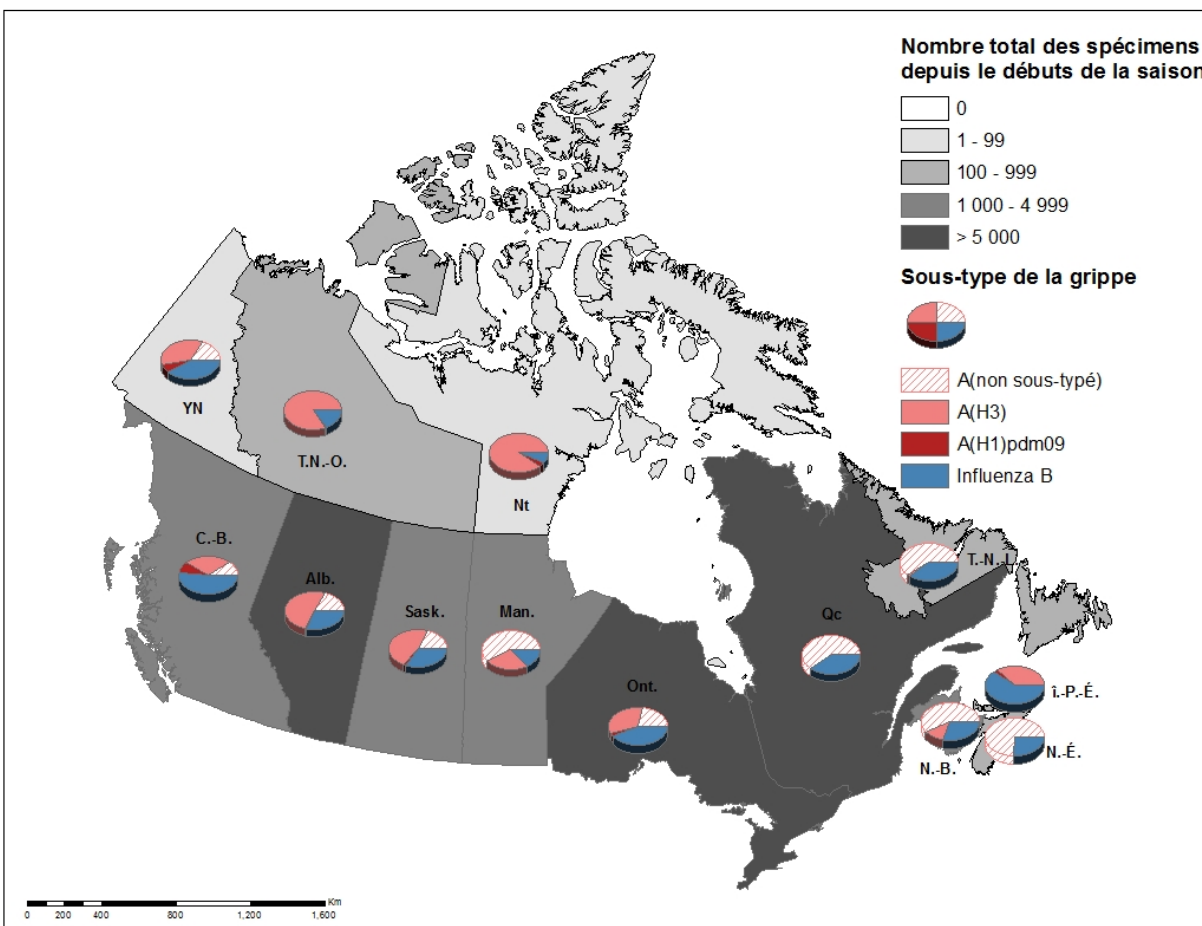 Nombre total des spécimens
depuis le débuts de la saison
0
1 - 99
100 - 999
1 000 - 4 999
> 5 000
Sous-type de la grippe
A(non sous-typé)
A(H3)
A(H1)pdm09
Influenza B
YN
T.N.-O.
Nt
C.-B.
Alb.
Sask.
Man.
Ont.
Qc
T.-N.-L
î.-P.-É.
N.-B.
N.-É.
Km
0 200 400 800 1,200 1,600